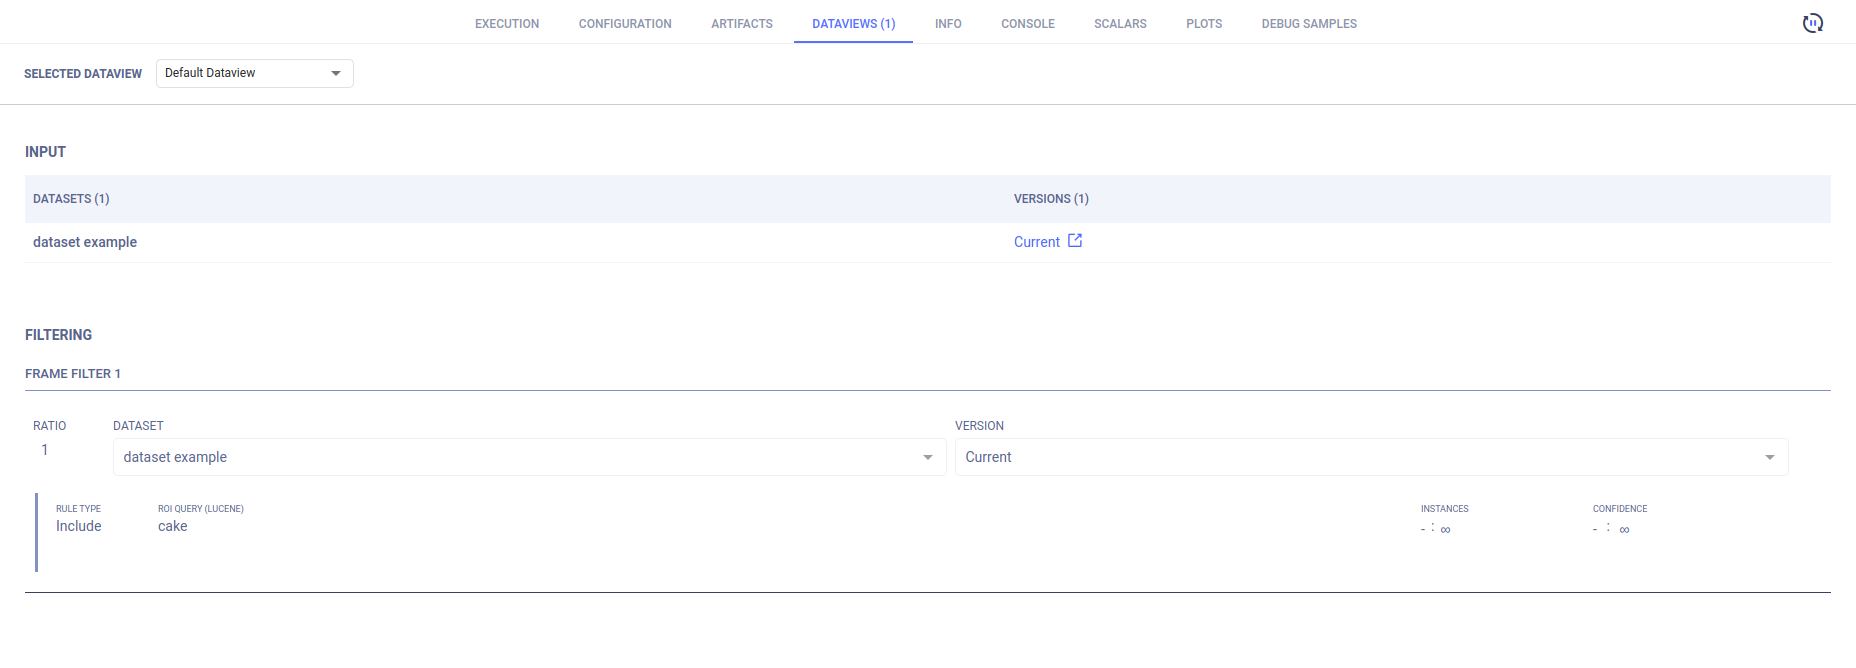 EXECUTION CONFIGURATION ARTIFACTS DATAVIEWS (1) INFO CONSOLE SCALARS PLOTS DEBUG SAMPLES
SELECTED DATAVIEW Default Dataview
INPUT
DATASETS (1) VERSIONS (1)
dataset example Current
FILTERING
FRAME FILTER 1
RATIO DATASET VERSION
1 dataset example Current
RULE TYPE ROI QUERY (LUCENE) INSTANCES CONFIDENCE
Include cake - : ∞ - : ∞